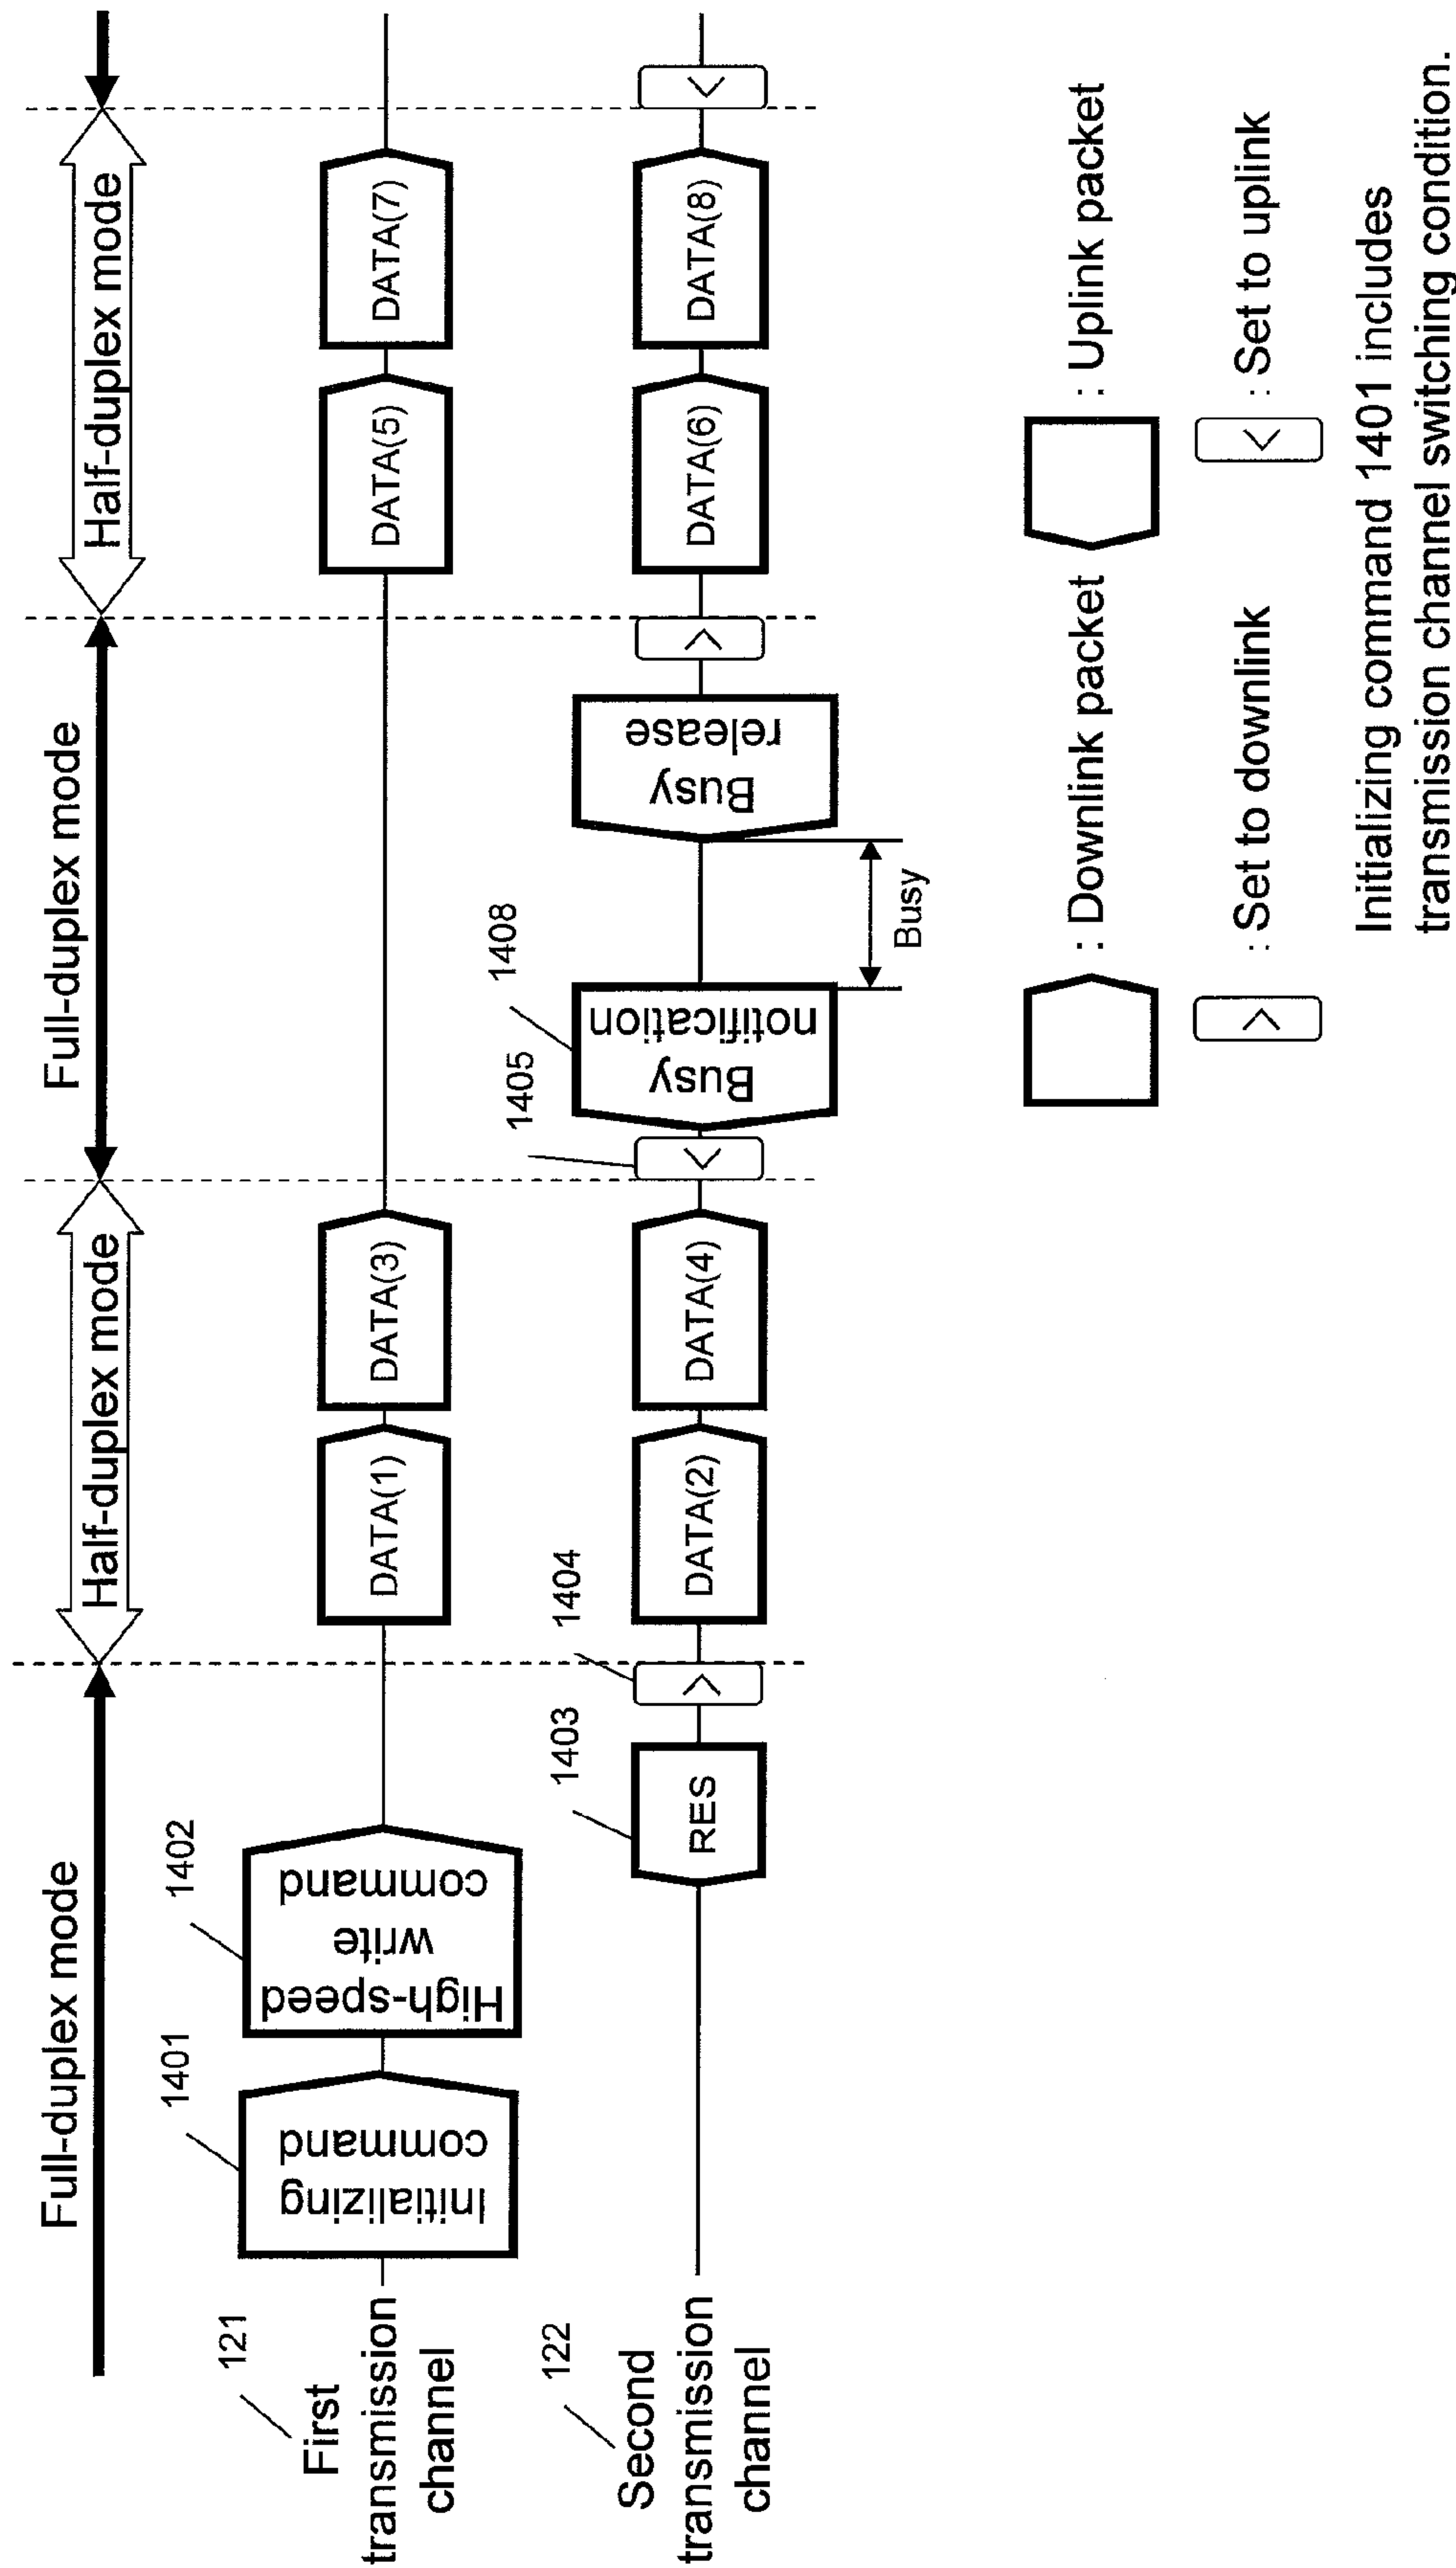 Full-duplex mode
Half-duplex mode
Full-duplex mode
Half-duplex mode
121
First
transmission
channel
1401
Initializing
command
1402
High-speed
write
command
DATA(1)
DATA(3)
DATA(5)
DATA(7)
122
Second
transmission
channel
1403
RES
1404
>
DATA(2)
DATA(4)
1405
<
1408
Busy
notification
Busy
Busy
release
>
DATA(6)
DATA(8)
<
: Downlink packet
: Uplink packet
> : Set to downlink
< : Set to uplink
Initializing command 1401 includes
transmission channel switching condition.